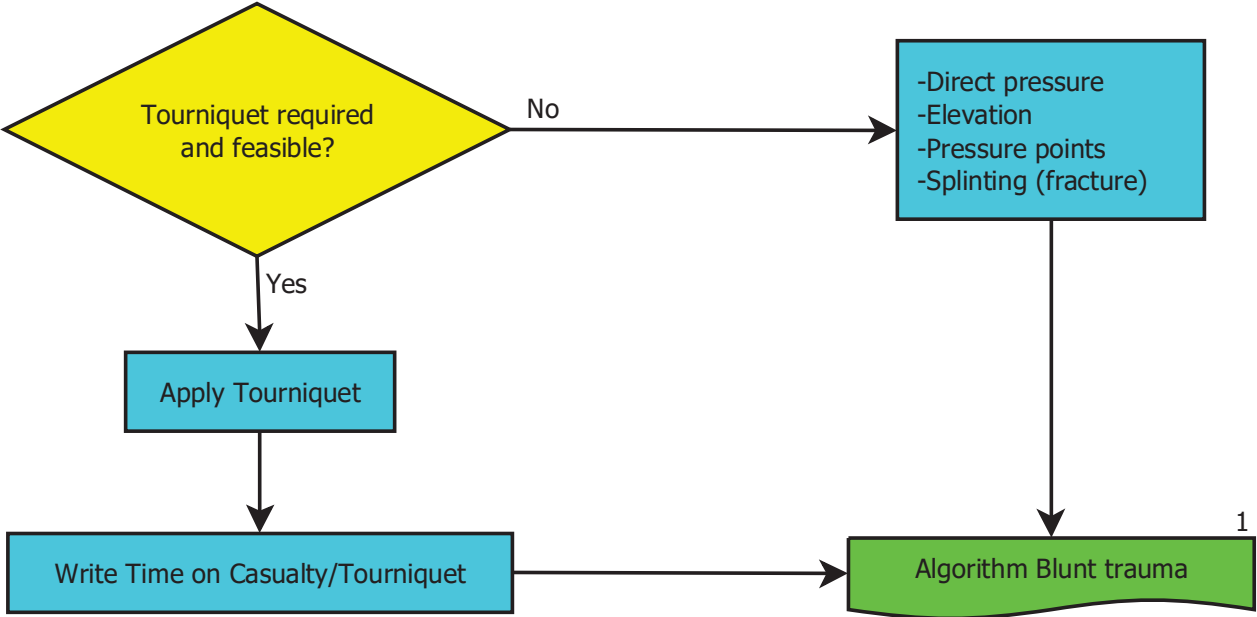 Tourniquet required
and feasible?
No
-Direct pressure
-Elevation
-Pressure points
-Splinting (fracture)
Yes
Apply Tourniquet
Write Time on Casualty/Tourniquet
1
Algorithm Blunt trauma